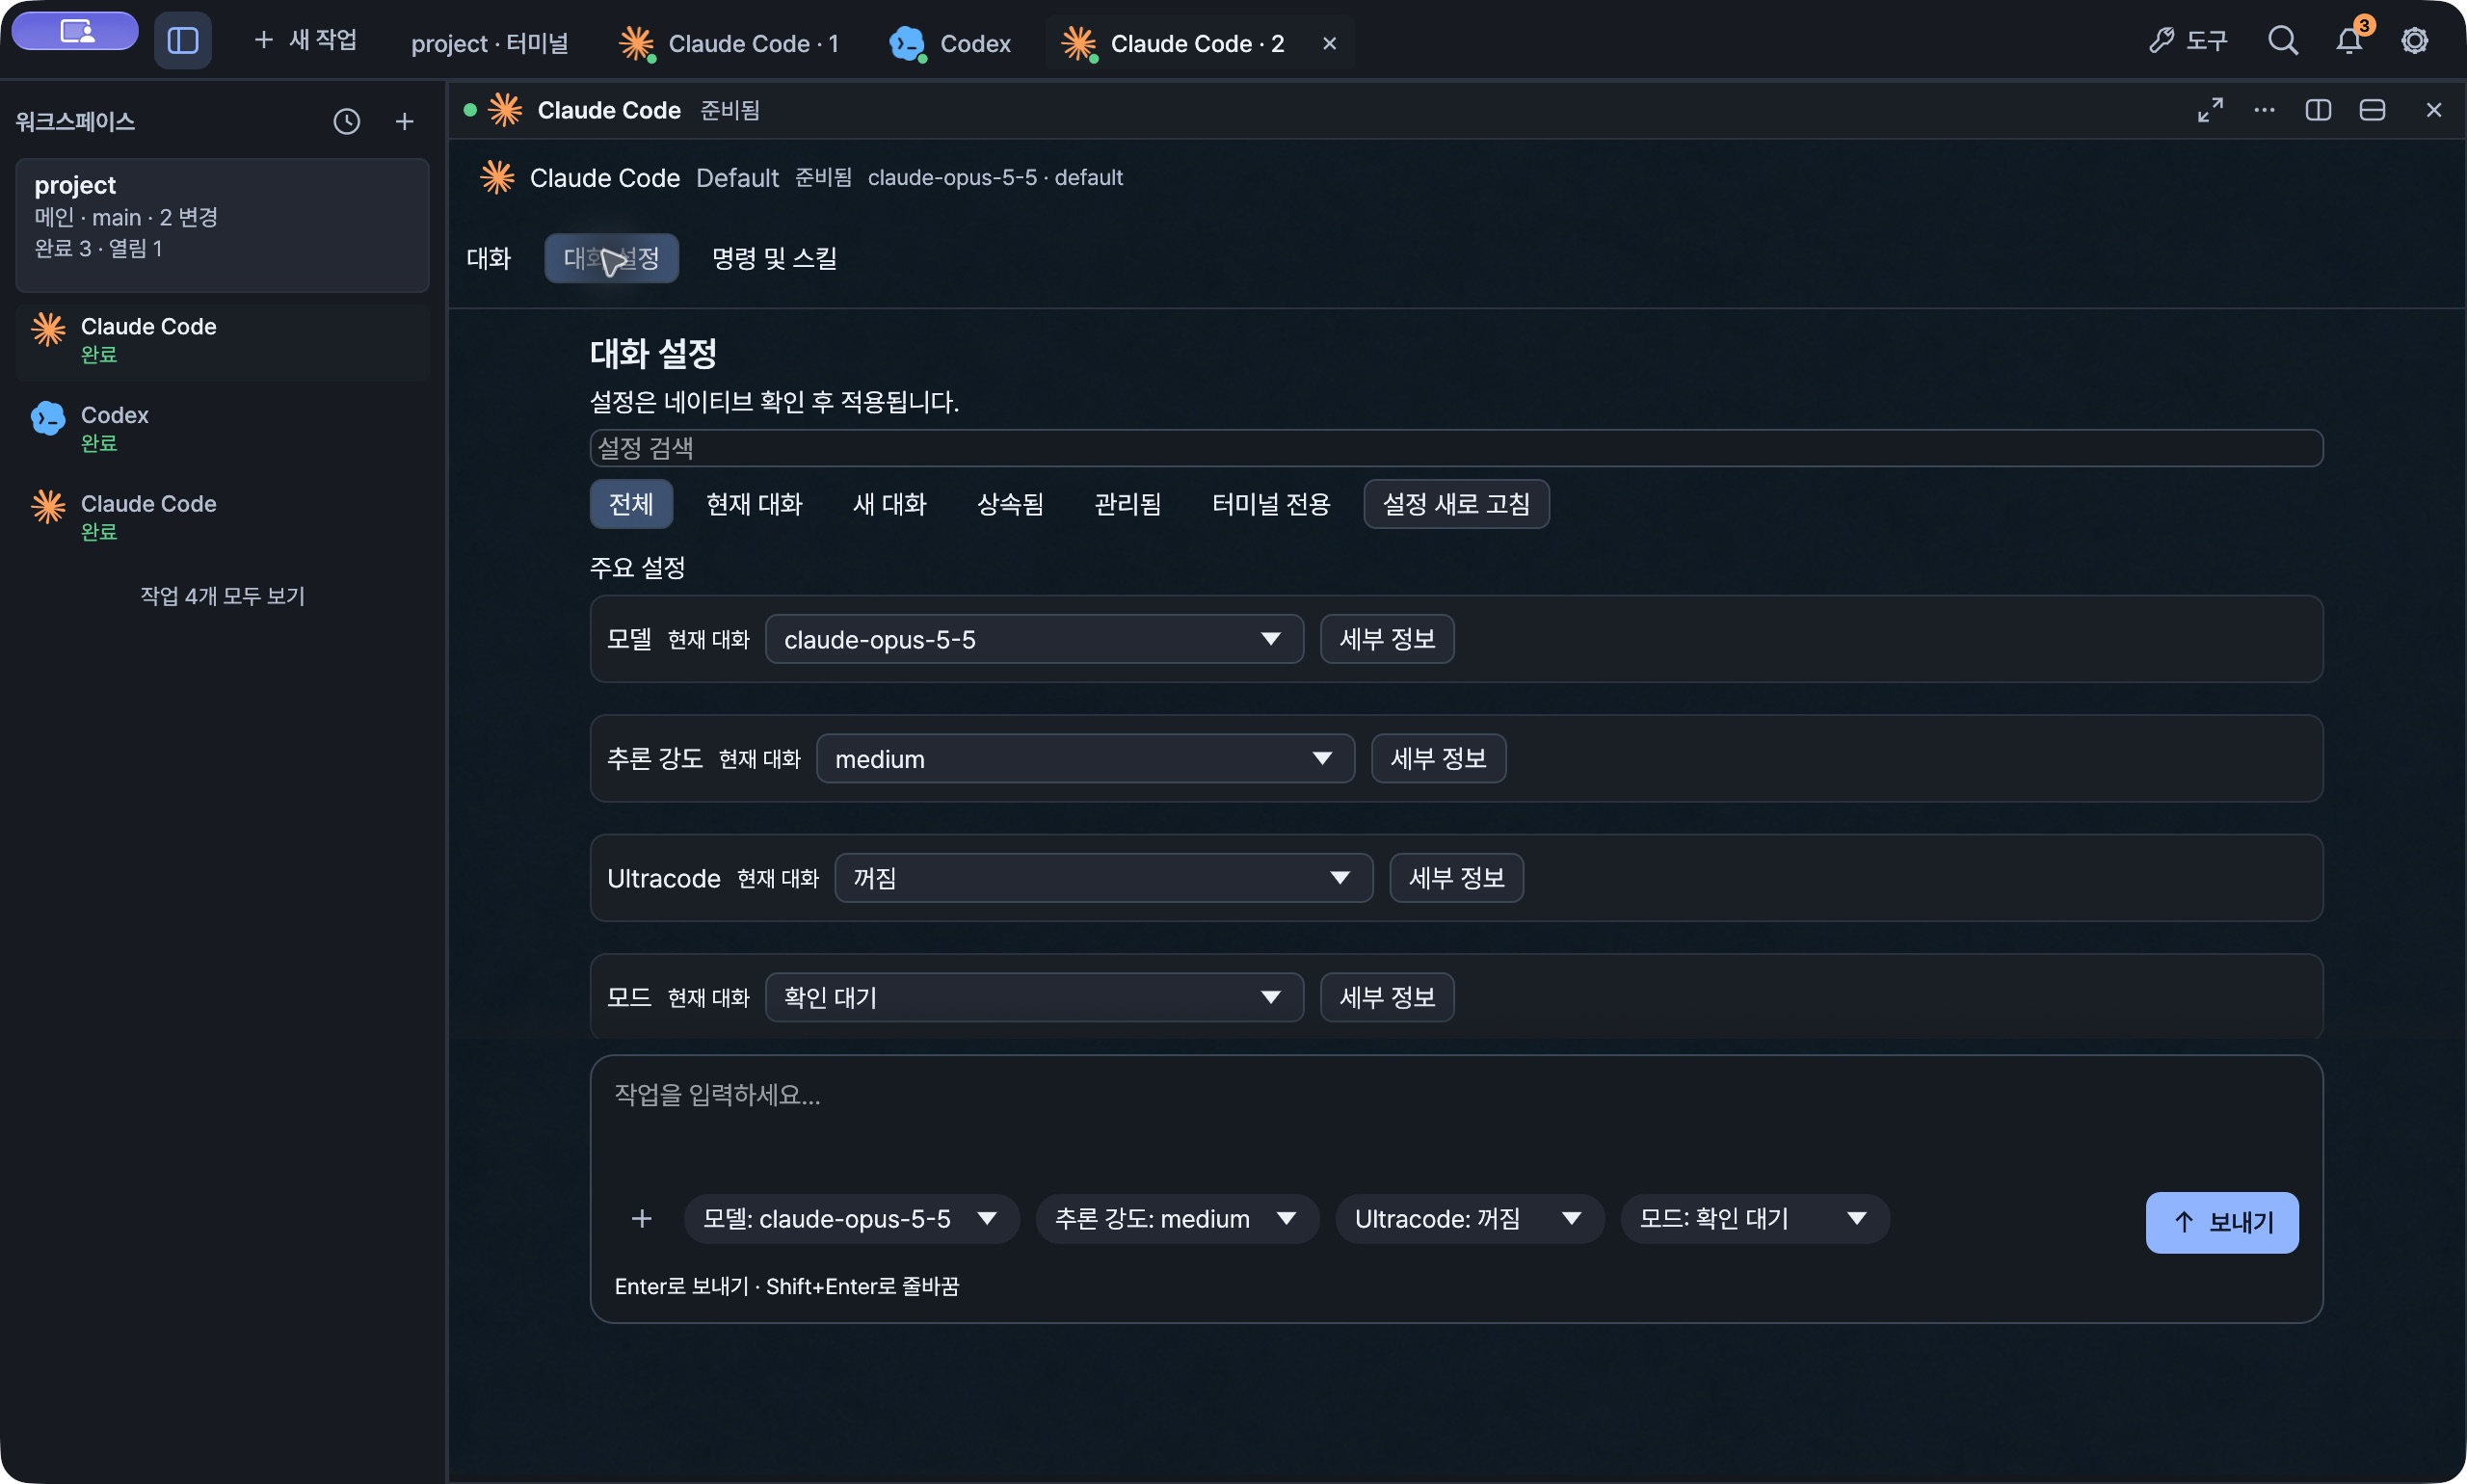 새 작업
project · 터미널
Claude Code · 1
Codex
Claude Code · 2
도구
3
워크스페이스
project
메인 · main · 2 변경
완료 3 · 열림 1
Claude Code
완료
Codex
완료
Claude Code
완료
작업 4개 모두 보기
Claude Code 준비됨
Claude Code Default 준비됨 claude-opus-5-5 · default
대화 대화 설정 명령 및 스킬
대화 설정
설정은 네이티브 확인 후 적용됩니다.
설정 검색
전체 현재 대화 새 대화 상속됨 관리됨 터미널 전용 설정 새로 고침
주요 설정
모델 현재 대화 claude-opus-5-5 세부 정보
추론 강도 현재 대화 medium 세부 정보
Ultracode 현재 대화 꺼짐 세부 정보
모드 현재 대화 확인 대기 세부 정보
작업을 입력하세요...
모델: claude-opus-5-5 추론 강도: medium Ultracode: 꺼짐 모드: 확인 대기 보내기
Enter로 보내기 · Shift+Enter로 줄바꿈